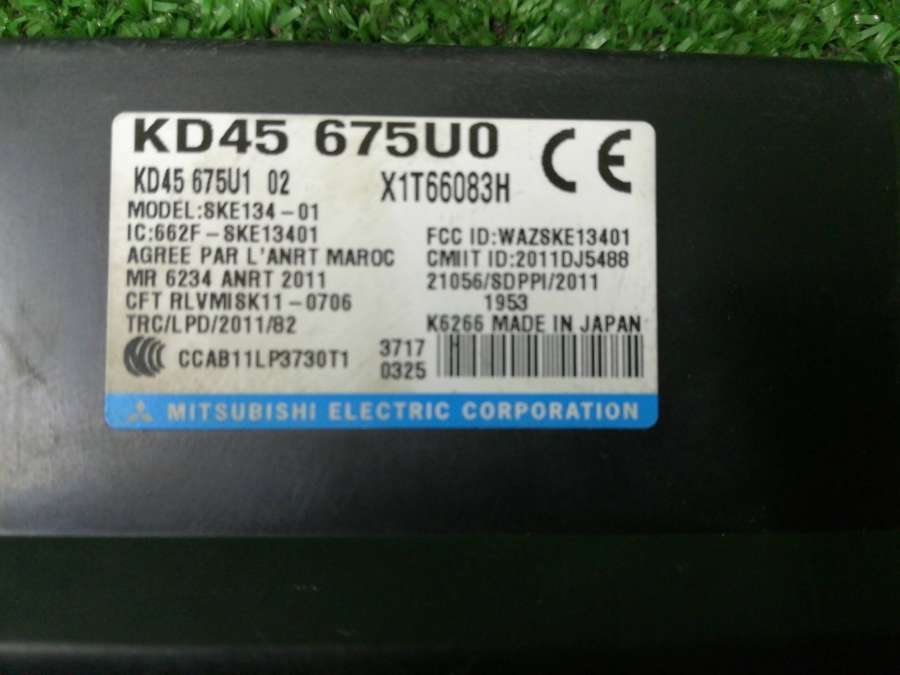 KD45 675U0
KD45 675U1 02 X1T66083H
MODEL:SKE134-01
IC:662F-SKE13401 FCC ID:WAZSKE13401
AGREE PAR L'ANRT MAROC CMIIT ID:2011DJ5488
MR 6234 ANRT 2011 21056/SDPPI/2011
CFT RLVMISK11-0706 1953
TRC/LPD/2011/82 K6266 MADE IN JAPAN
CCAB11LP3730T1 3717
0325
MITSUBISHI ELECTRIC CORPORATION